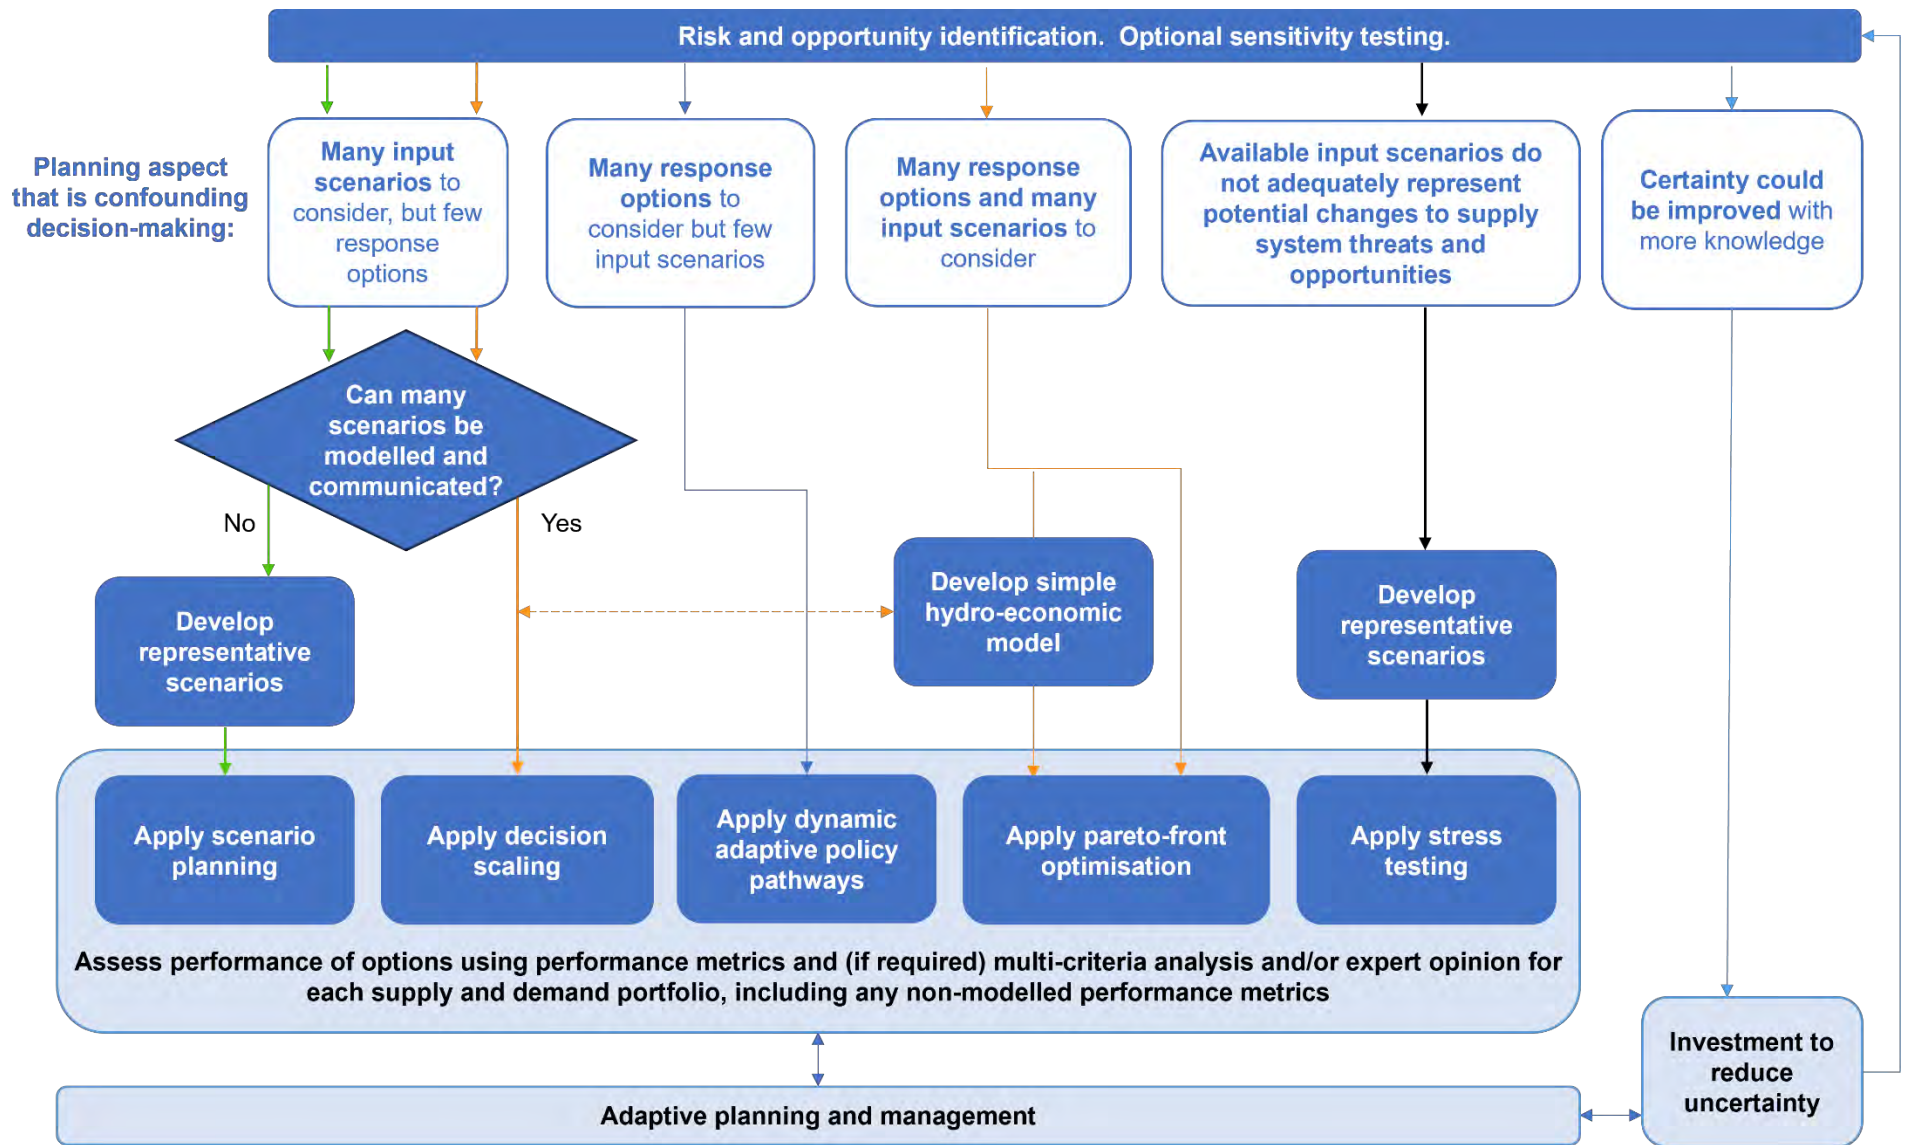 Risk and opportunity identification.  Optional sensitivity testing.
Planning aspect
that is confounding
decision-making:
Many input
scenarios to
consider, but few
response
options
Many response
options to
consider but few
input scenarios
Many response
options and many
input scenarios to
consider
Available input scenarios do
not adequately represent
potential changes to supply
system threats and
opportunities
Certainty could
be improved with
more knowledge
Can many
scenarios be
modelled and
communicated?
No
Yes
Develop
representative
scenarios
Develop simple
hydro-economic
model
Develop
representative
scenarios
Apply scenario
planning
Apply decision
scaling
Apply dynamic
adaptive policy
pathways
Apply pareto-front
optimisation
Apply stress
testing
Assess performance of options using performance metrics and (if required) multi-criteria analysis and/or expert opinion for
each supply and demand portfolio, including any non-modelled performance metrics
Investment to
reduce
uncertainty
Adaptive planning and management